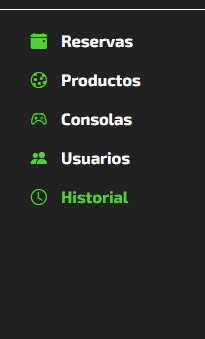 Reservas
Productos
Consolas
Usuarios
Historial